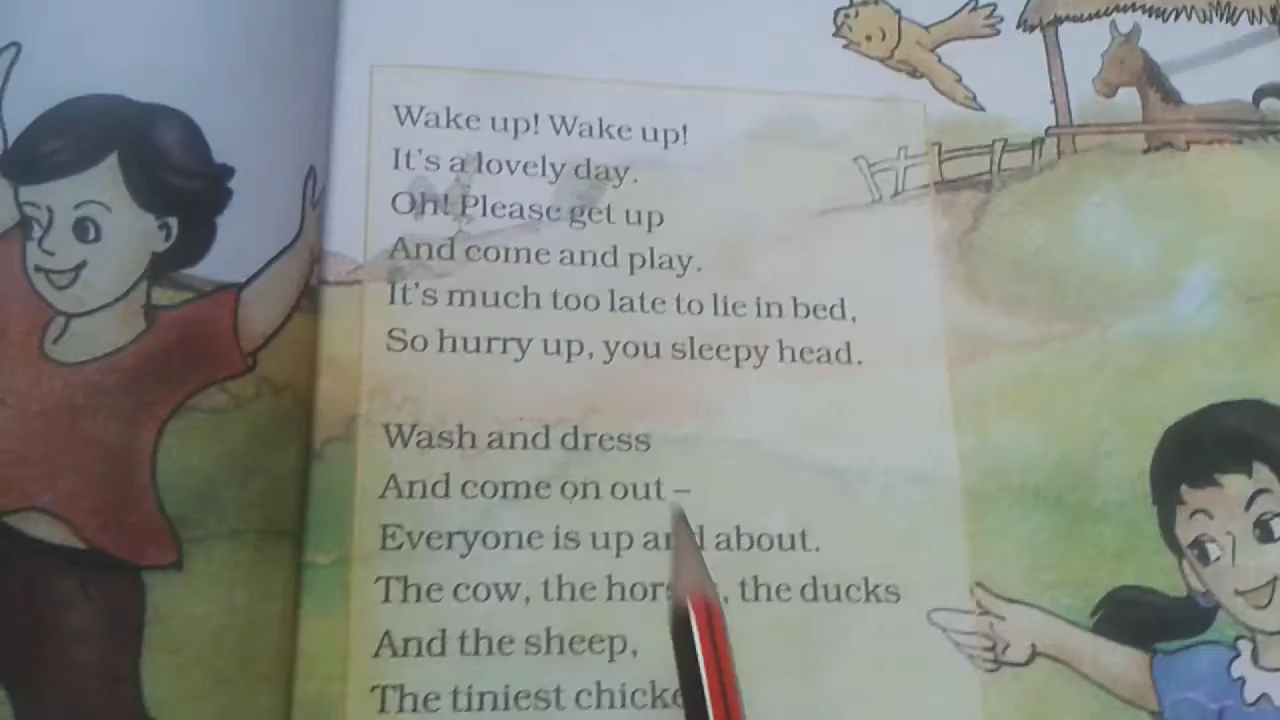 Wake up! Wake up!
It's a lovely day.
Oh! Please get up
And come and play.
It's much too late to lie in bed,
So hurry up, you sleepy head.
Wash and dress
And come on out –
Everyone is up and about.
The cow, the horses, the ducks
And the sheep,
The tiniest